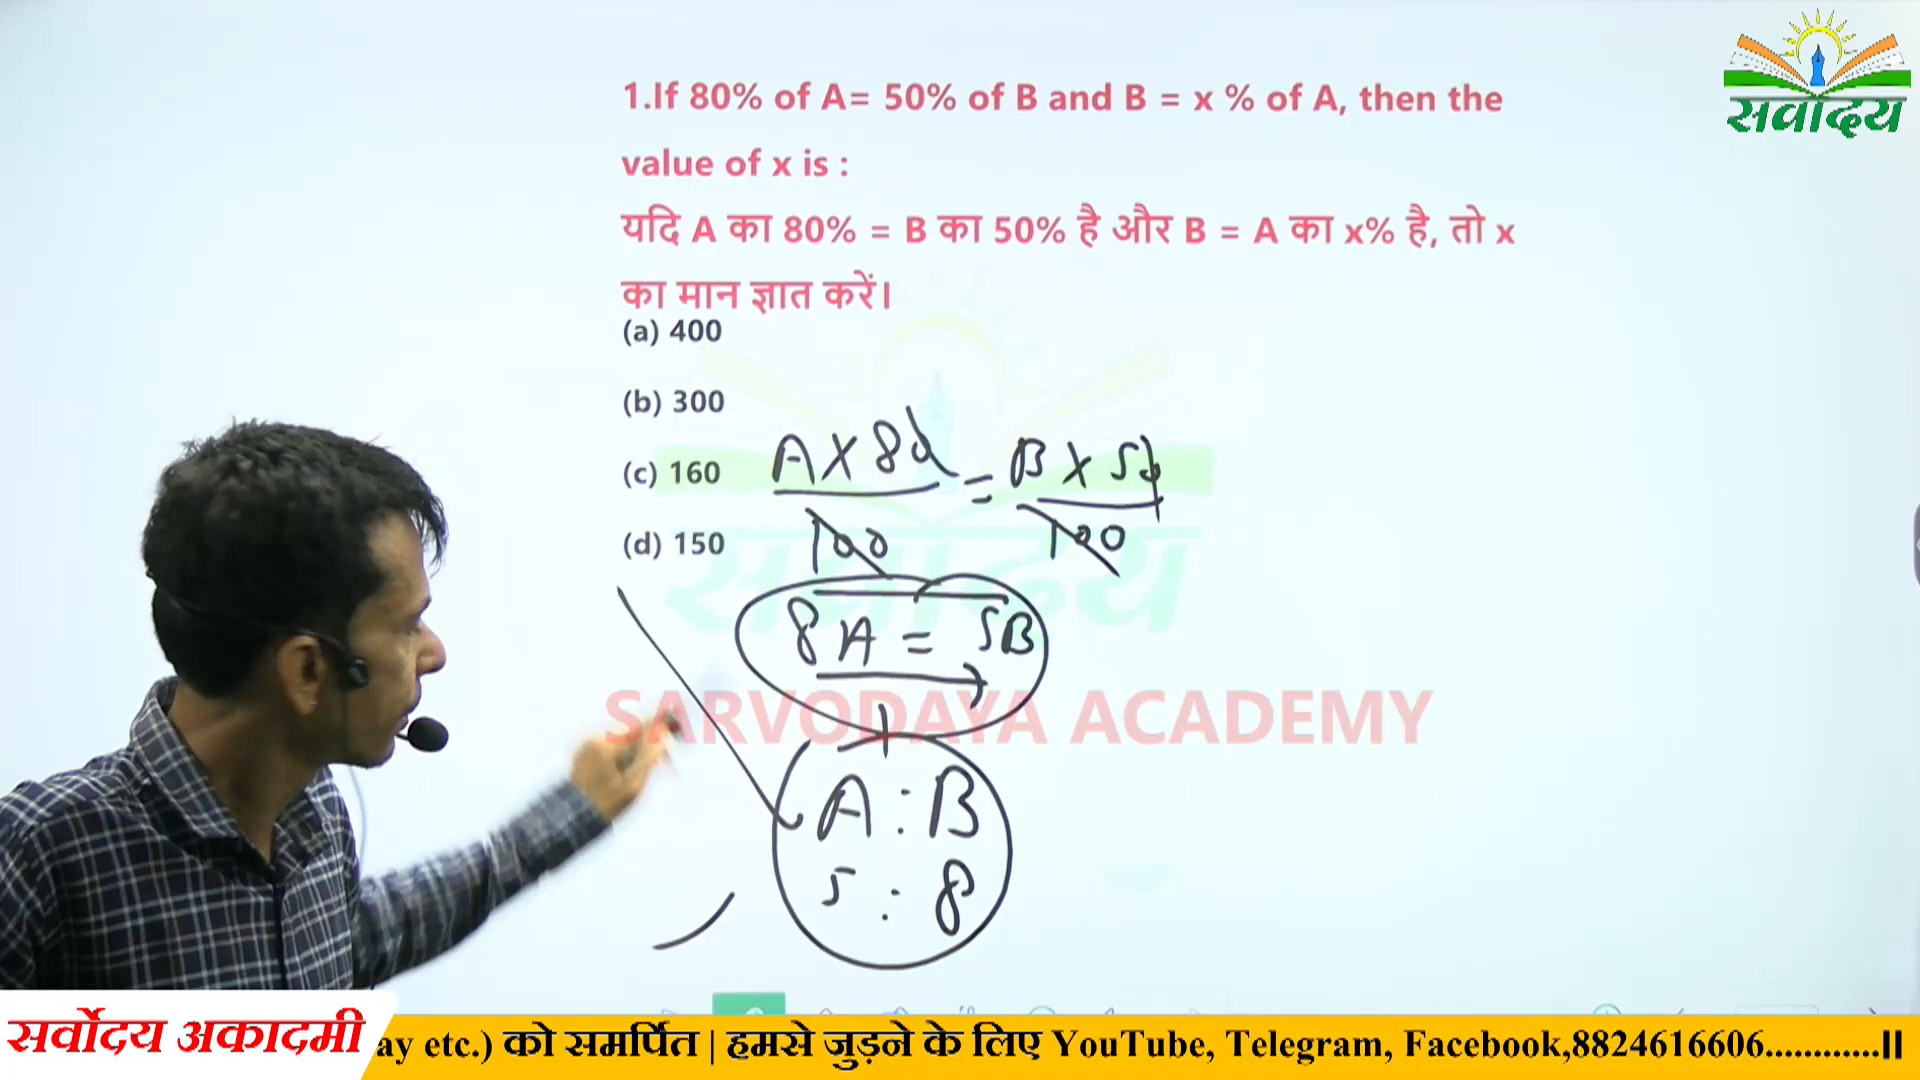 सर्वोदय
1.If 80% of A= 50% of B and B = x % of A, then the
value of x is :
यदि A का 80% = B का 50% है और B = A का x% है, तो x
का मान ज्ञात करें।
(a) 400
(b) 300
(c) 160
(d) 150
A X 80 = B X 50
100 100
8A = 5B
SARVODAYA ACADEMY
A : B
5 : 8
सर्वोदय अकादमी
ay etc.) को समर्पित | हमसे जुड़ने के लिए YouTube, Telegram, Facebook,8824616606............||